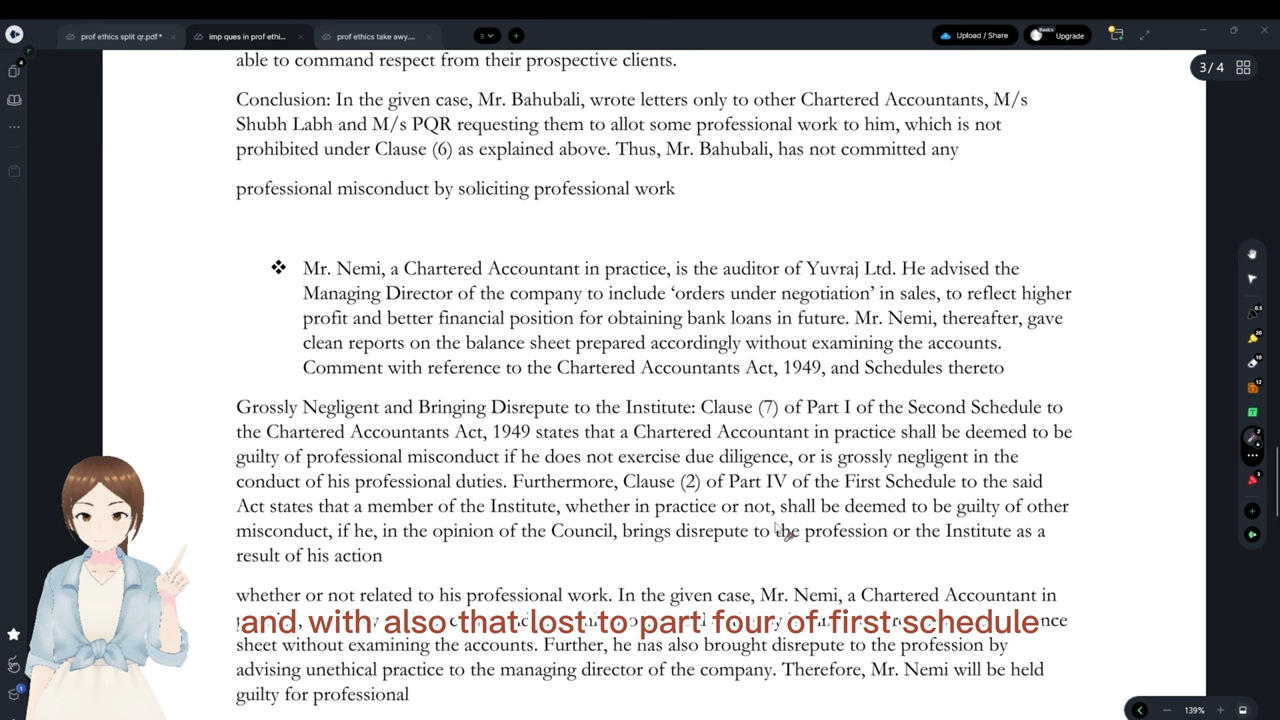 prof ethics split qr.pdf*
imp ques in prof ethi...
prof ethics take awy....
3
Upload / Share
Upgrade
3 / 4
able to command respect from their prospective clients.
Conclusion: In the given case, Mr. Bahubali, wrote letters only to other Chartered Accountants, M/s
Shubh Labh and M/s PQR requesting them to allot some professional work to him, which is not
prohibited under Clause (6) as explained above. Thus, Mr. Bahubali, has not committed any
professional misconduct by soliciting professional work
❖ Mr. Nemi, a Chartered Accountant in practice, is the auditor of Yuvraj Ltd. He advised the
Managing Director of the company to include ‘orders under negotiation’ in sales, to reflect higher
profit and better financial position for obtaining bank loans in future. Mr. Nemi, thereafter, gave
clean reports on the balance sheet prepared accordingly without examining the accounts.
Comment with reference to the Chartered Accountants Act, 1949, and Schedules thereto
Grossly Negligent and Bringing Disrepute to the Institute: Clause (7) of Part I of the Second Schedule to
the Chartered Accountants Act, 1949 states that a Chartered Accountant in practice shall be deemed to be
guilty of professional misconduct if he does not exercise due diligence, or is grossly negligent in the
conduct of his professional duties. Furthermore, Clause (2) of Part IV of the First Schedule to the said
Act states that a member of the Institute, whether in practice or not, shall be deemed to be guilty of other
misconduct, if he, in the opinion of the Council, brings disrepute to the profession or the Institute as a
result of his action
whether or not related to his professional work. In the given case, Mr. Nemi, a Chartered Accountant in
and with also that lost to part four of first schedule
sheet without examining the accounts. Further, he has also brought disrepute to the profession by
advising unethical practice to the managing director of the company. Therefore, Mr. Nemi will be held
guilty for professional
139%